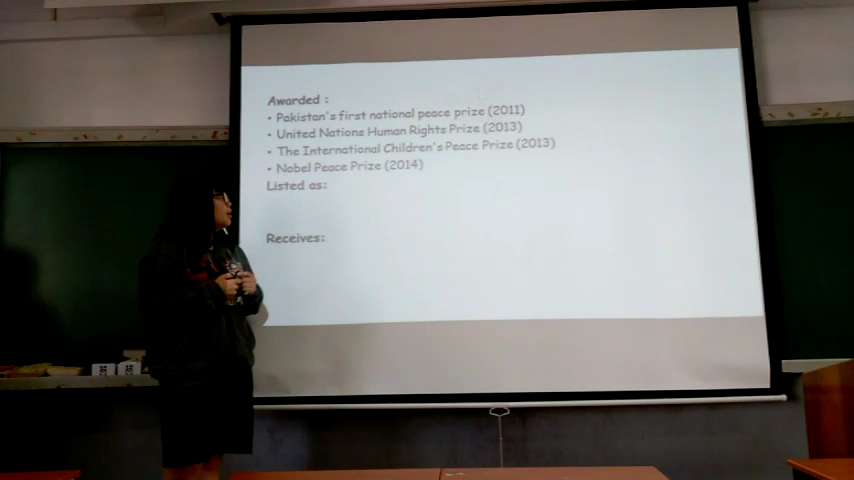 Awarded :
• Pakistan's first national peace prize (2011)
• United Nations Human Rights Prize (2013)
• The International Children's Peace Prize (2013)
• Nobel Peace Prize (2014)
Listed as:
Receives: